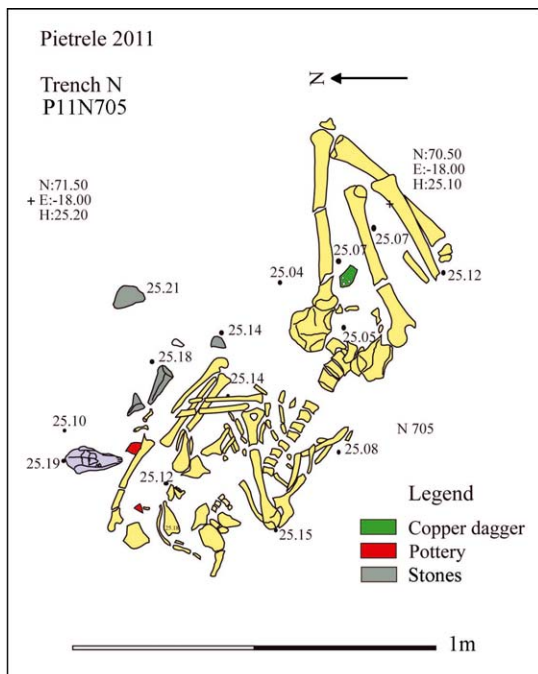 Pietrele 2011
Trench N
P11N705
N
N:71.50
+ E:-18.00
H:25.20
N:70.50
E:-18.00
H:25.10
+
25.07
25.07
25.04
25.12
25.21
25.14
25.05
25.18
25.14
25.10
N 705
25.08
25.19
25.12
25.15
Legend
Copper dagger
Pottery
Stones
1m